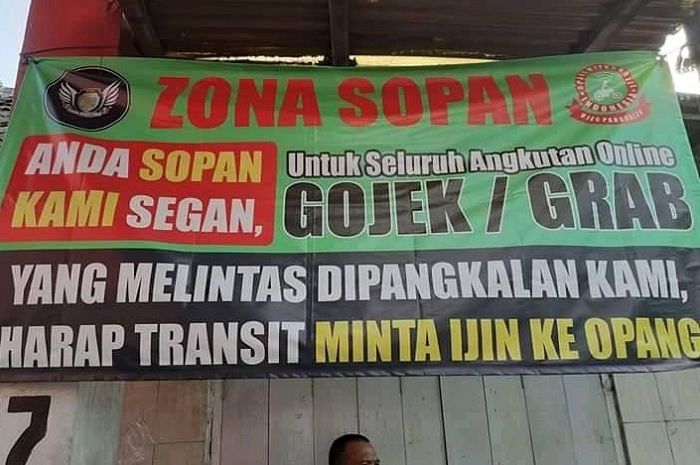 ZONA SOPAN
ANDA SOPAN
KAMI SEGAN,
Untuk Seluruh Angkutan Online
GOJEK / GRAB
YANG MELINTAS DIPANGKALAN KAMI,
HARAP TRANSIT MINTA IJIN KE OPANG
INDONESIA
7